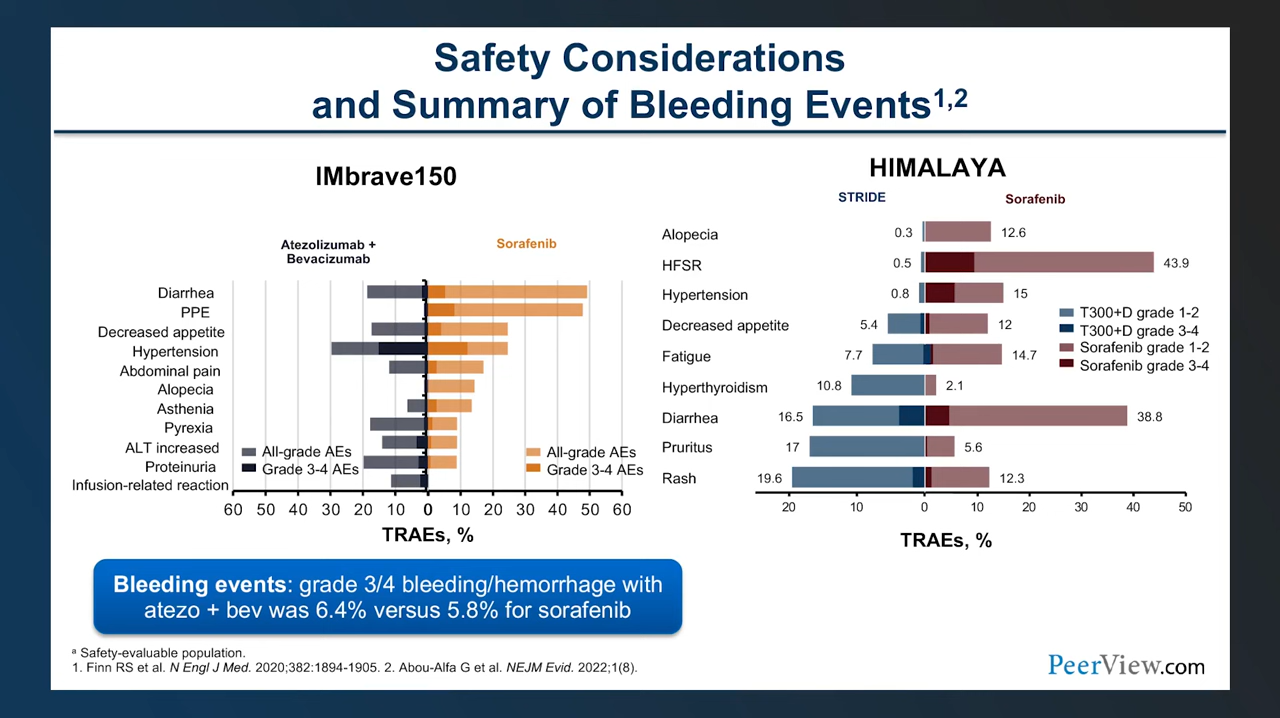 Safety Considerations
and Summary of Bleeding Events1,2
IMbrave150
Atezolizumab +
Bevacizumab
Sorafenib
Diarrhea
PPE
Decreased appetite
Hypertension
Abdominal pain
Alopecia
Asthenia
Pyrexia
ALT increased
Proteinuria
Infusion-related reaction
All-grade AEs
Grade 3-4 AEs
All-grade AEs
Grade 3-4 AEs
60 50 40 30 20 10 0 10 20 30 40 50 60
TRAEs, %
HIMALAYA
STRIDE
Sorafenib
Alopecia 0.3 12.6
HFSR 0.5 43.9
Hypertension 0.8 15
Decreased appetite 5.4 12
Fatigue 7.7 14.7
Hyperthyroidism 10.8 2.1
Diarrhea 16.5 38.8
Pruritus 17 5.6
Rash 19.6 12.3
T300+D grade 1-2
T300+D grade 3-4
Sorafenib grade 1-2
Sorafenib grade 3-4
20 10 0 10 20 30 40 50
TRAEs, %
Bleeding events: grade 3/4 bleeding/hemorrhage with
atezo + bev was 6.4% versus 5.8% for sorafenib
a Safety-evaluable population.
1. Finn RS et al. N Engl J Med. 2020;382:1894-1905. 2. Abou-Alfa G et al. NEJM Evid. 2022;1(8).
PeerView.com